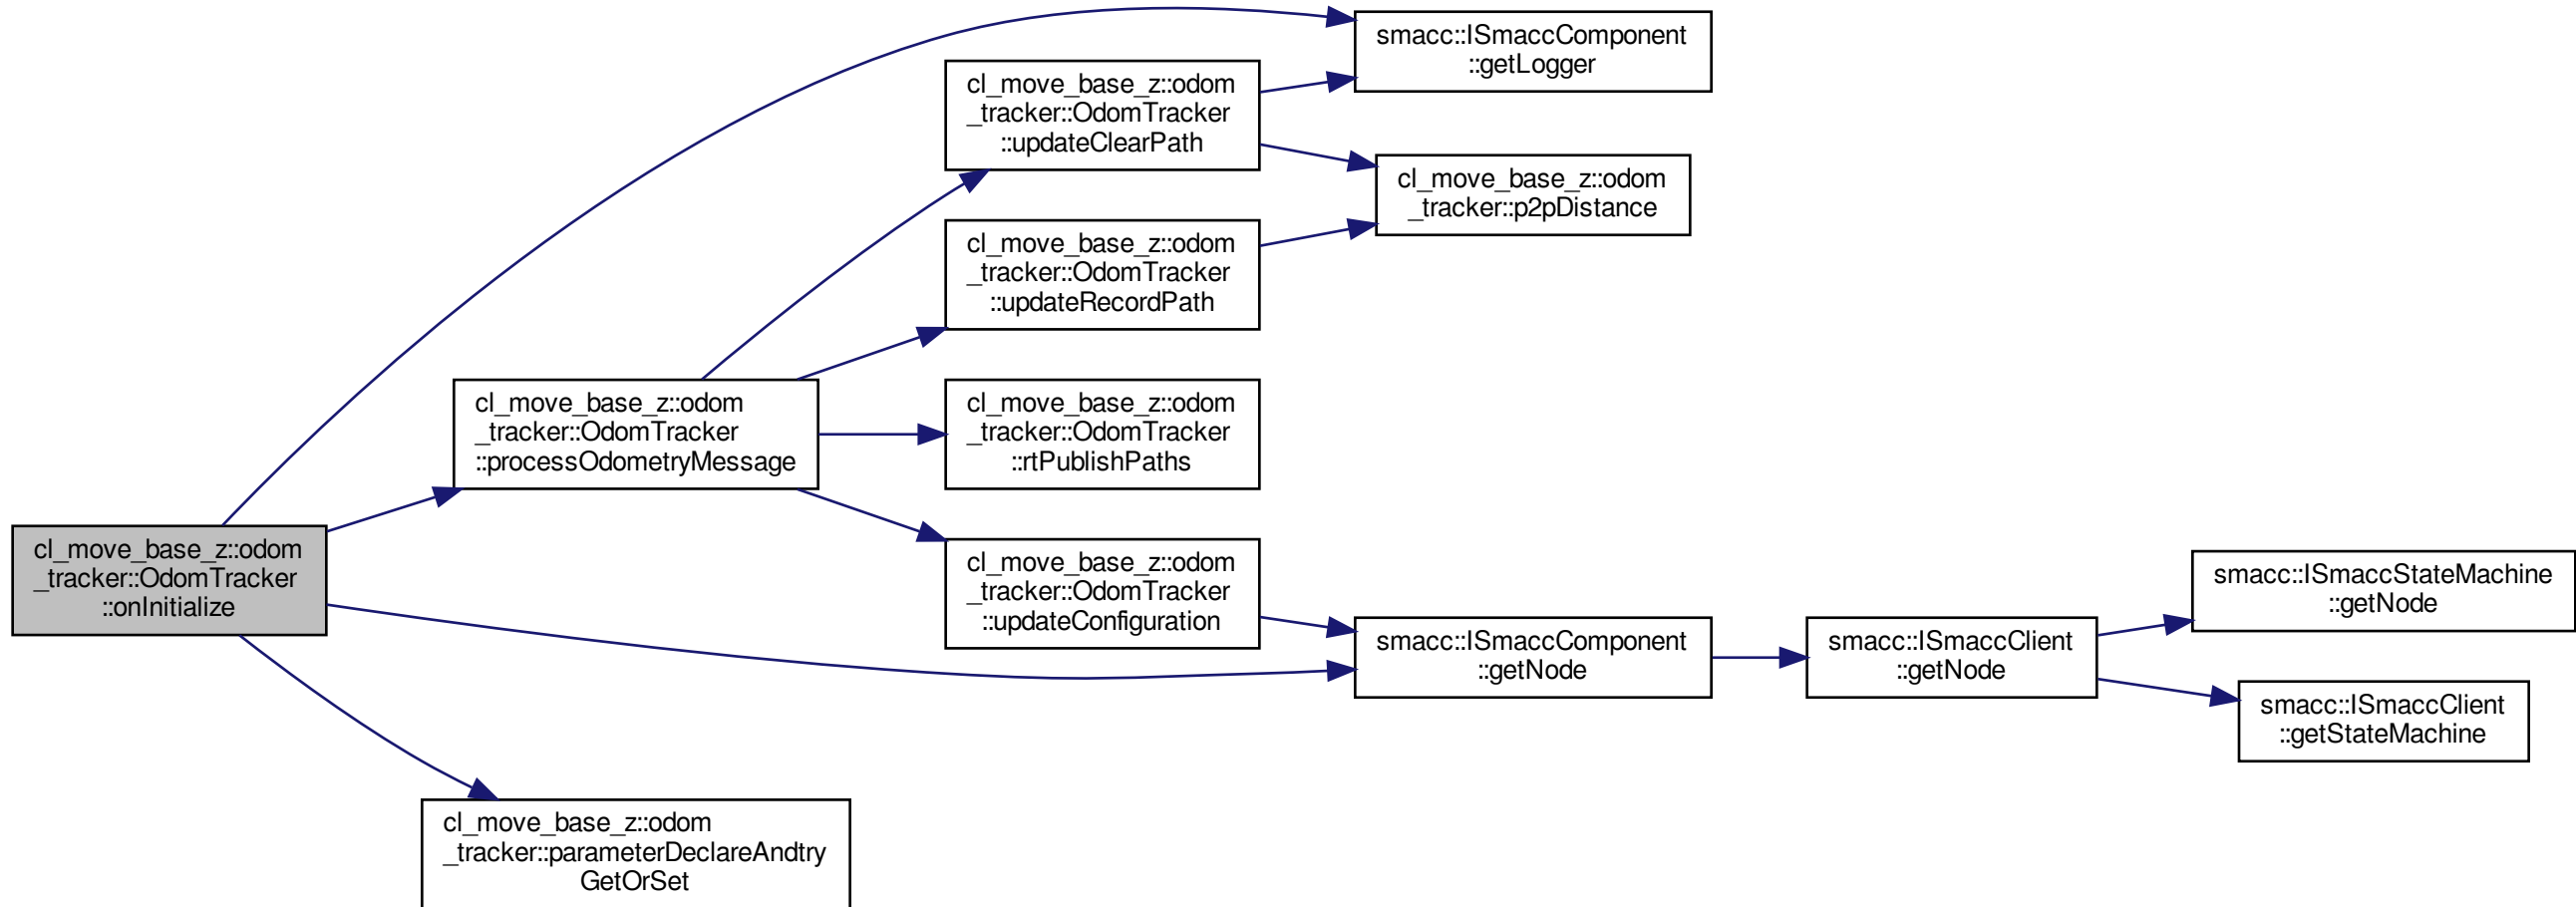 smacc::ISmaccComponent
::getLogger
cl_move_base_z::odom
_tracker::OdomTracker
::updateClearPath
cl_move_base_z::odom
_tracker::p2pDistance
cl_move_base_z::odom
_tracker::OdomTracker
::updateRecordPath
cl_move_base_z::odom
_tracker::OdomTracker
::processOdometryMessage
cl_move_base_z::odom
_tracker::OdomTracker
::rtPublishPaths
cl_move_base_z::odom
_tracker::OdomTracker
::onInitialize
cl_move_base_z::odom
_tracker::OdomTracker
::updateConfiguration
smacc::ISmaccComponent
::getNode
smacc::ISmaccClient
::getNode
smacc::ISmaccStateMachine
::getNode
smacc::ISmaccClient
::getStateMachine
cl_move_base_z::odom
_tracker::parameterDeclareAndtry
GetOrSet